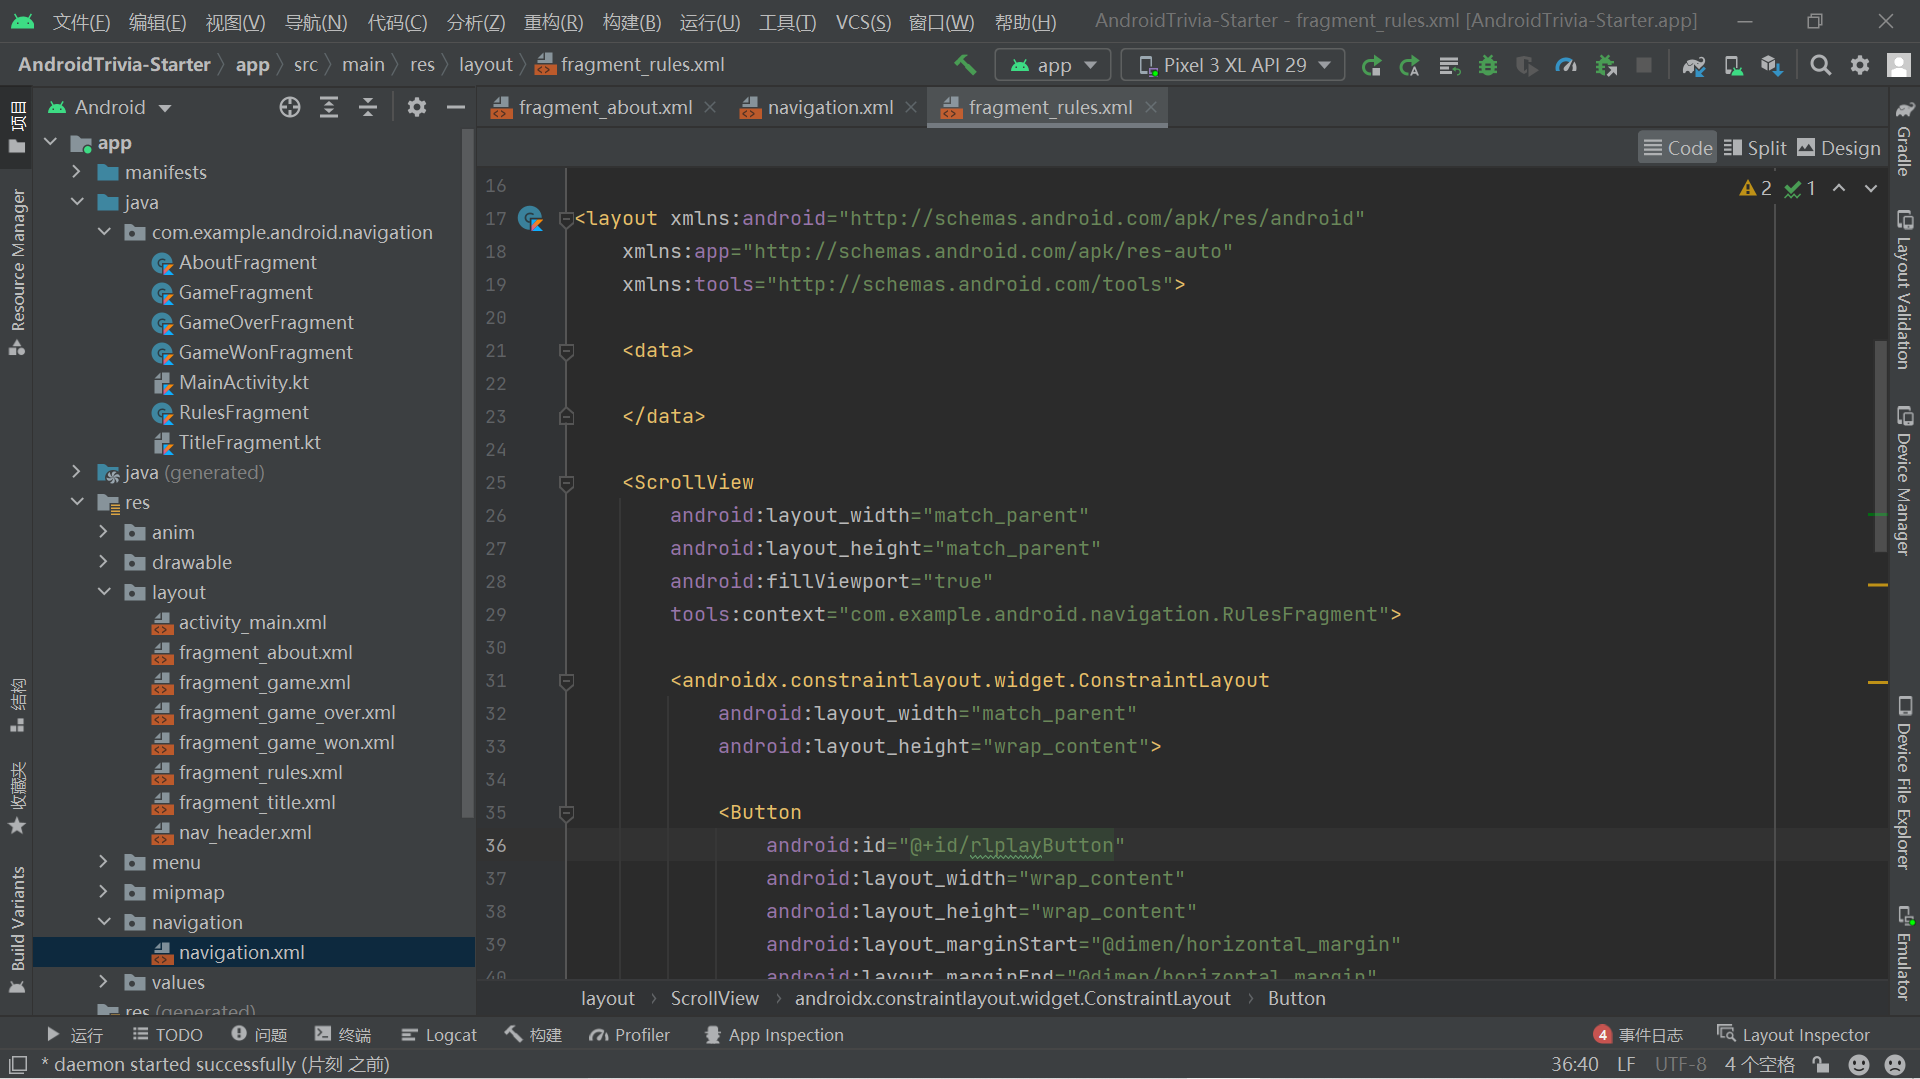 文件(F) 编辑(E) 视图(V) 导航(N) 代码(C) 分析(Z) 重构(R) 构建(B) 运行(U) 工具(T) VCS(S) 窗口(W) 帮助(H) AndroidTrivia-Starter - fragment_rules.xml [AndroidTrivia-Starter.app]
AndroidTrivia-Starter app src main res layout fragment_rules.xml app Pixel 3 XL API 29
Android
fragment_about.xml navigation.xml fragment_rules.xml
Code Split Design
2 1
项目
Resource Manager
结构
收藏夹
Build Variants
app
manifests
java
com.example.android.navigation
AboutFragment
GameFragment
GameOverFragment
GameWonFragment
MainActivity.kt
RulesFragment
TitleFragment.kt
java (generated)
res
anim
drawable
layout
activity_main.xml
fragment_about.xml
fragment_game.xml
fragment_game_over.xml
fragment_game_won.xml
fragment_rules.xml
fragment_title.xml
nav_header.xml
menu
mipmap
navigation
navigation.xml
values
res (generated)
16
17 <layout xmlns:android="http://schemas.android.com/apk/res/android"
18 xmlns:app="http://schemas.android.com/apk/res-auto"
19 xmlns:tools="http://schemas.android.com/tools">
20
21 <data>
22
23 </data>
24
25 <ScrollView
26 android:layout_width="match_parent"
27 android:layout_height="match_parent"
28 android:fillViewport="true"
29 tools:context="com.example.android.navigation.RulesFragment">
30
31 <androidx.constraintlayout.widget.ConstraintLayout
32 android:layout_width="match_parent"
33 android:layout_height="wrap_content">
34
35 <Button
36 android:id="@+id/rlplayButton"
37 android:layout_width="wrap_content"
38 android:layout_height="wrap_content"
39 android:layout_marginStart="@dimen/horizontal_margin"
40 android:layout_marginEnd="@dimen/horizontal_margin"
layout ScrollView androidx.constraintlayout.widget.ConstraintLayout Button
Gradle
Layout Validation
Device Manager
Device File Explorer
Emulator
运行 TODO 问题 终端 Logcat 构建 Profiler App Inspection 4 事件日志 Layout Inspector
* daemon started successfully (片刻 之前) 36:40 LF UTF-8 4 个空格